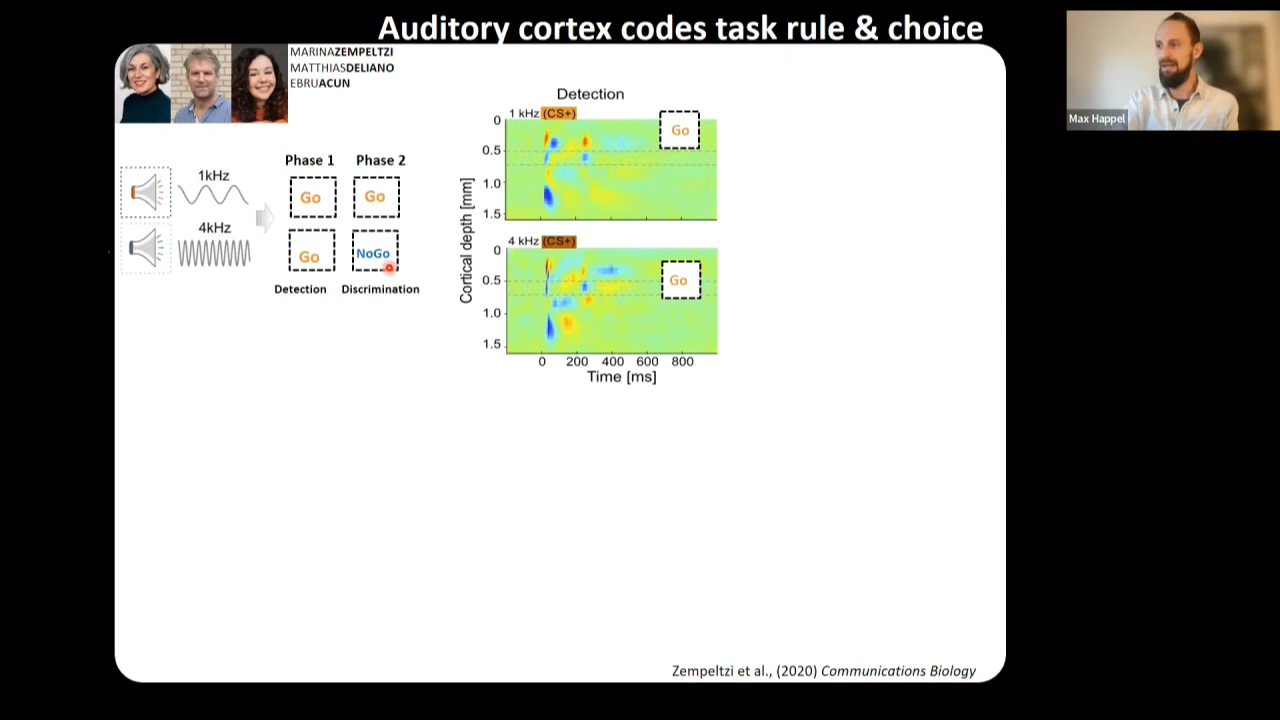 Auditory cortex codes task rule & choice
MARINAZEMPELTZI
MATTHIASDELIANO
EBRUACUN
Max Happel
Phase 1 Phase 2
1kHz
Go Go
4kHz
Go NoGo
Detection Discrimination
Detection
1 kHz (CS+)
Go
0
0.5
1.0
1.5
4 kHz (CS+)
Go
0
0.5
1.0
1.5
Cortical depth [mm]
0 200 400 600 800
Time [ms]
Zempeltzi et al., (2020) Communications Biology